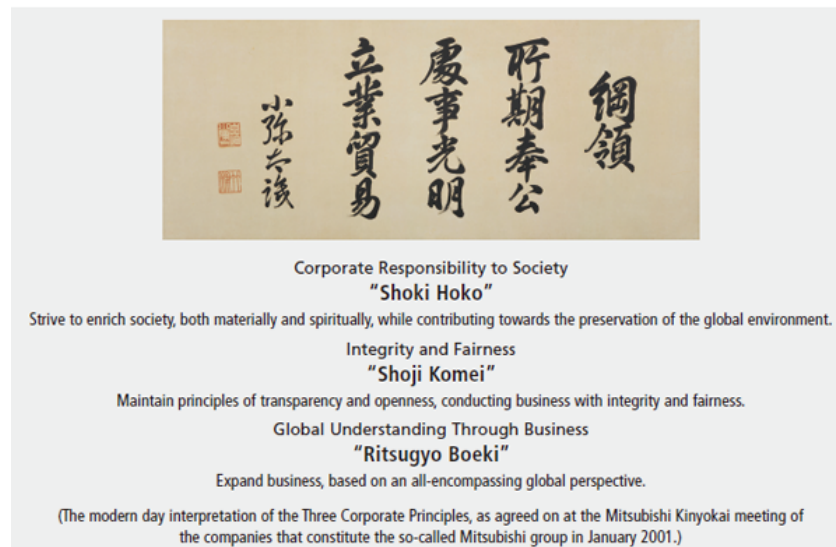 綱領
所期奉公
處事光明
立業貿易
小弥太識
Corporate Responsibility to Society
“Shoki Hoko”
Strive to enrich society, both materially and spiritually, while contributing towards the preservation of the global environment.
Integrity and Fairness
“Shoji Komei”
Maintain principles of transparency and openness, conducting business with integrity and fairness.
Global Understanding Through Business
“Ritsugyo Boeki”
Expand business, based on an all-encompassing global perspective.
(The modern day interpretation of the Three Corporate Principles, as agreed on at the Mitsubishi Kinyokai meeting of
the companies that constitute the so-called Mitsubishi group in January 2001.)